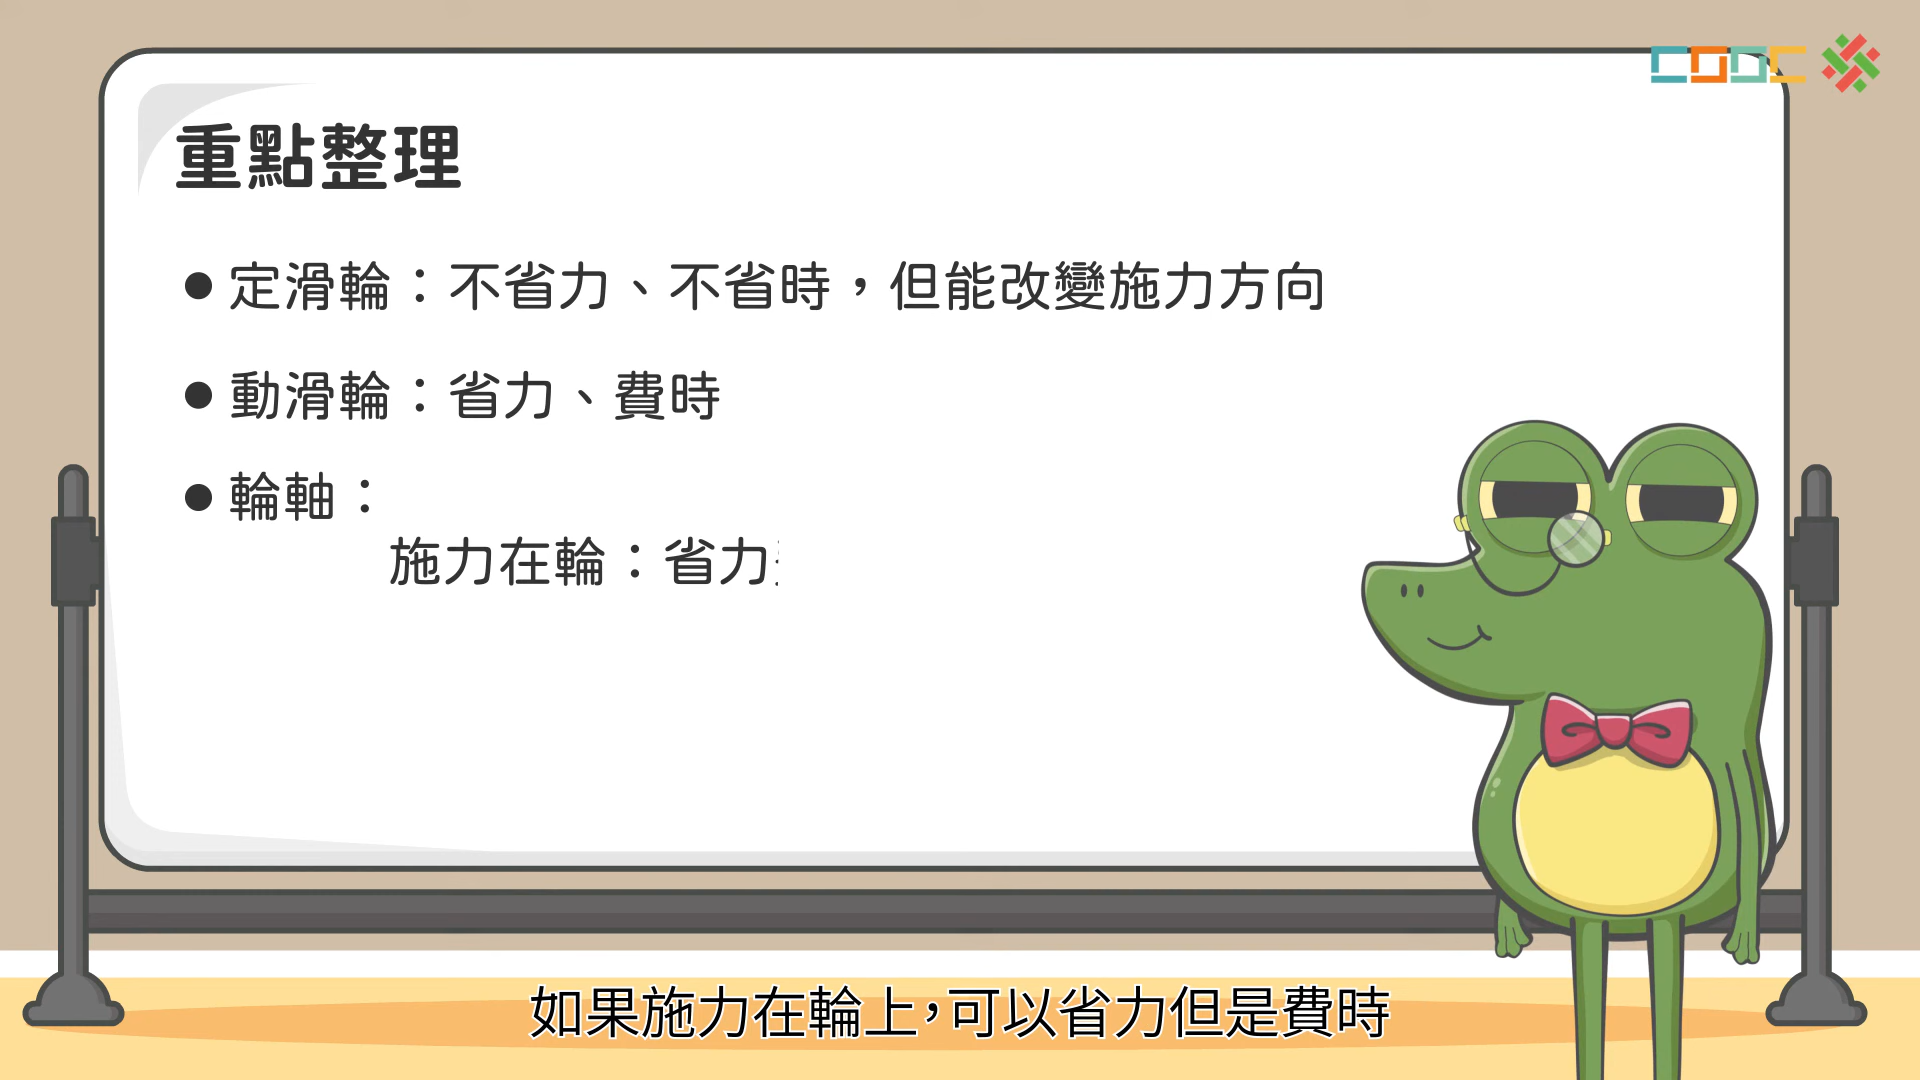 重點整理
● 定滑輪：不省力、不省時，但能改變施力方向
● 動滑輪：省力、費時
● 輪軸：
施力在輪：省力
如果施力在輪上，可以省力但是費時